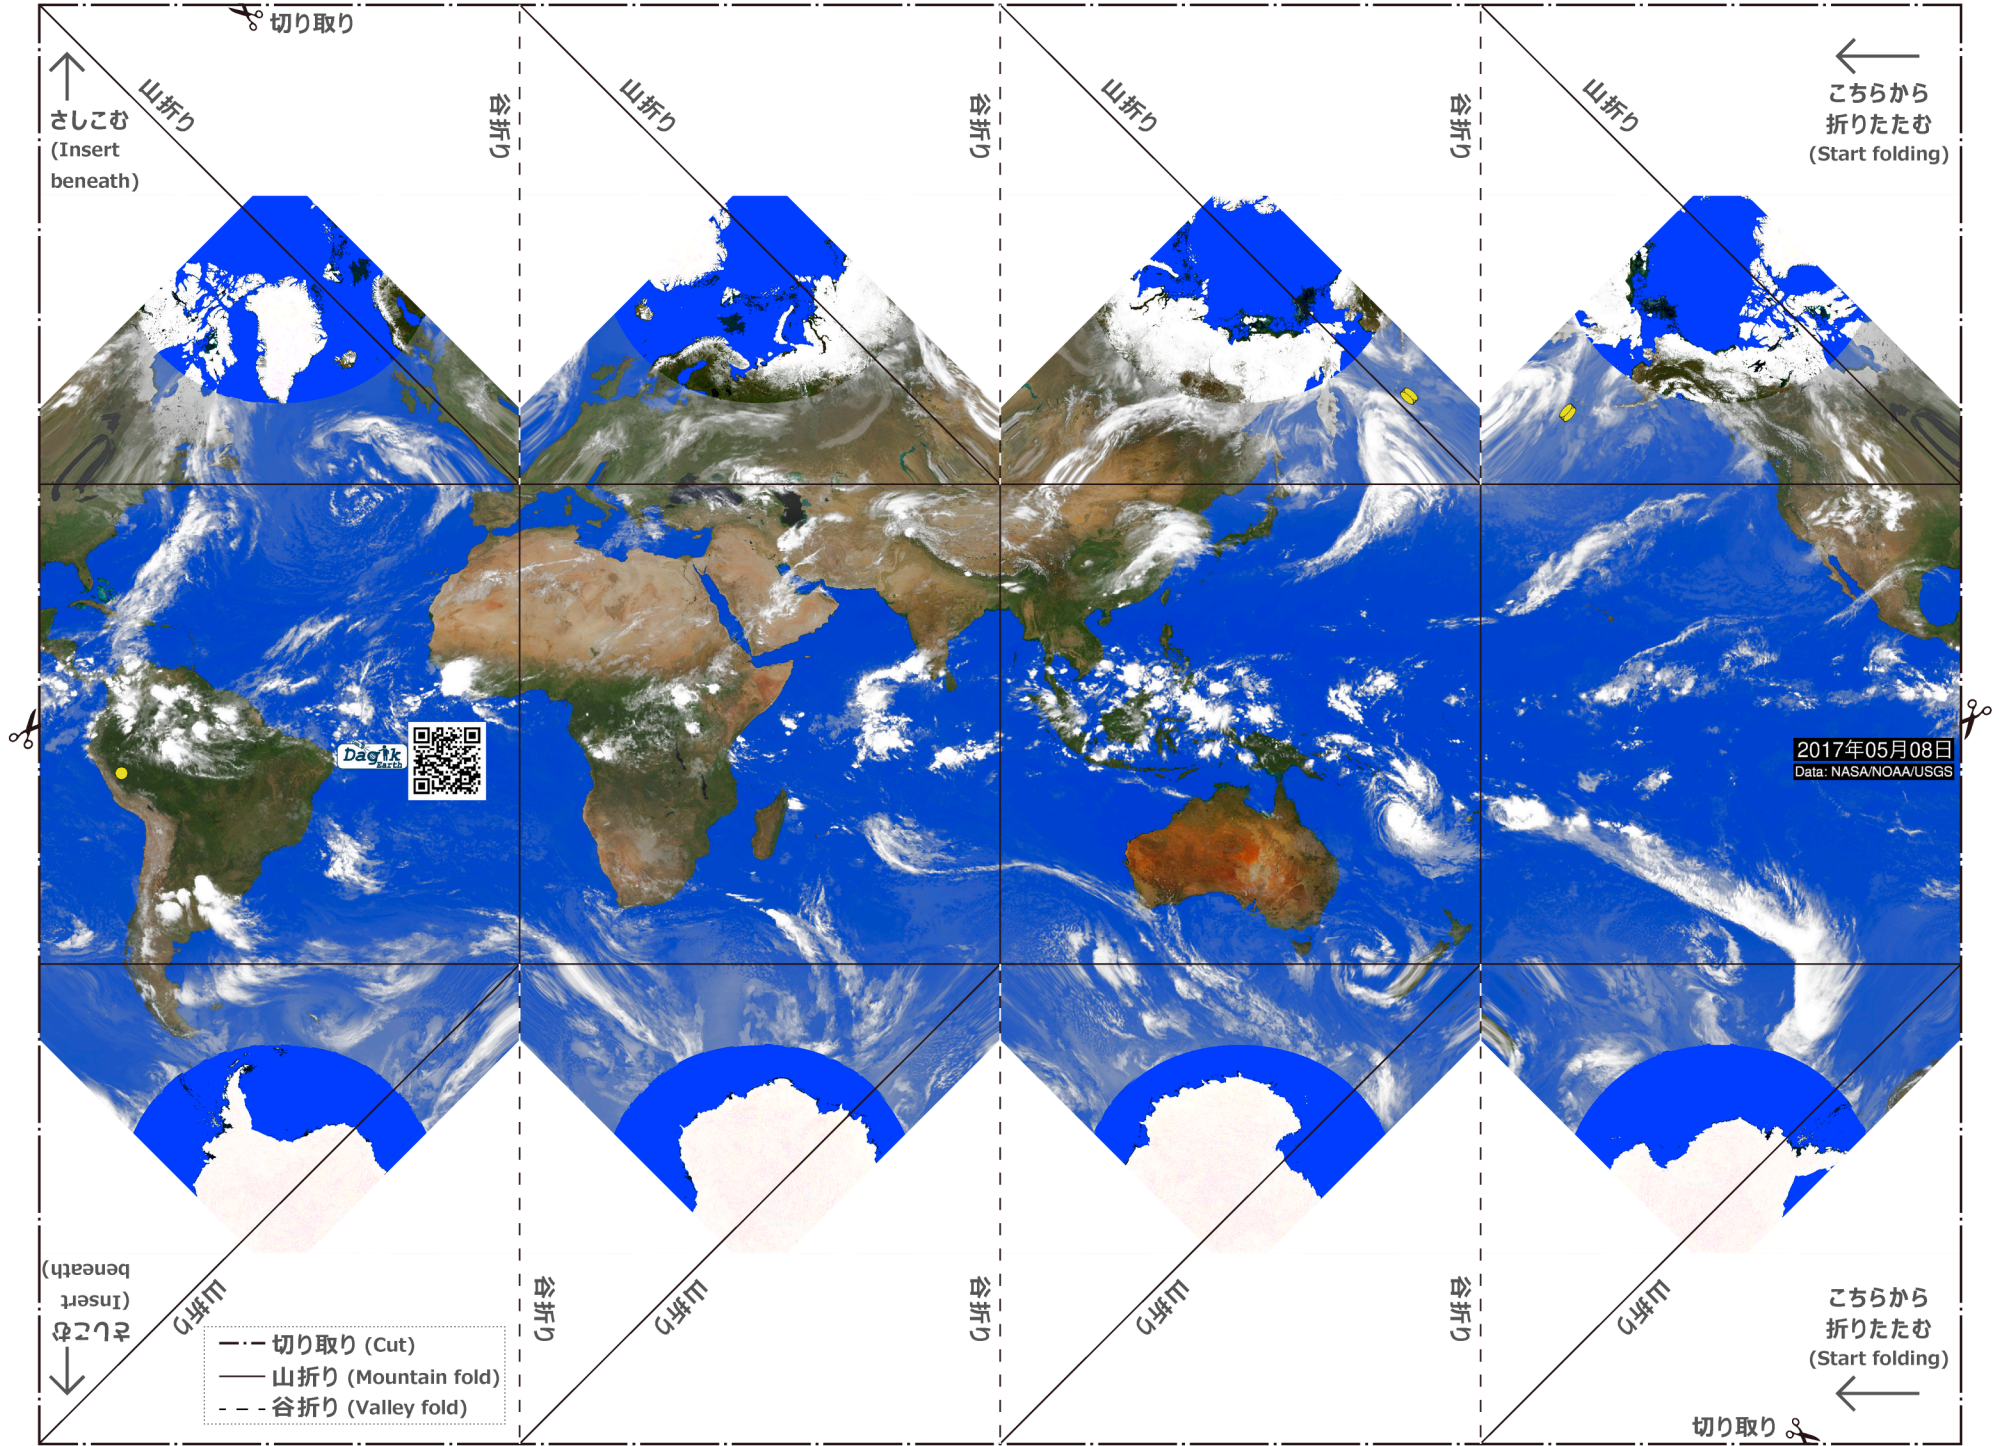 切り取り
山折り
谷折り
山折り
谷折り
山折り
谷折り
山折り
さしこむ
(Insert
beneath)
こちらから
折りたたむ
(Start folding)
Dagik
Earth
2017年05月08日
Data: NASA/NOAA/USGS
さしこむ
(Insert
beneath)
山折り
谷折り
山折り
谷折り
山折り
谷折り
山折り
こちらから
折りたたむ
(Start folding)
切り取り (Cut)
山折り (Mountain fold)
谷折り (Valley fold)
切り取り